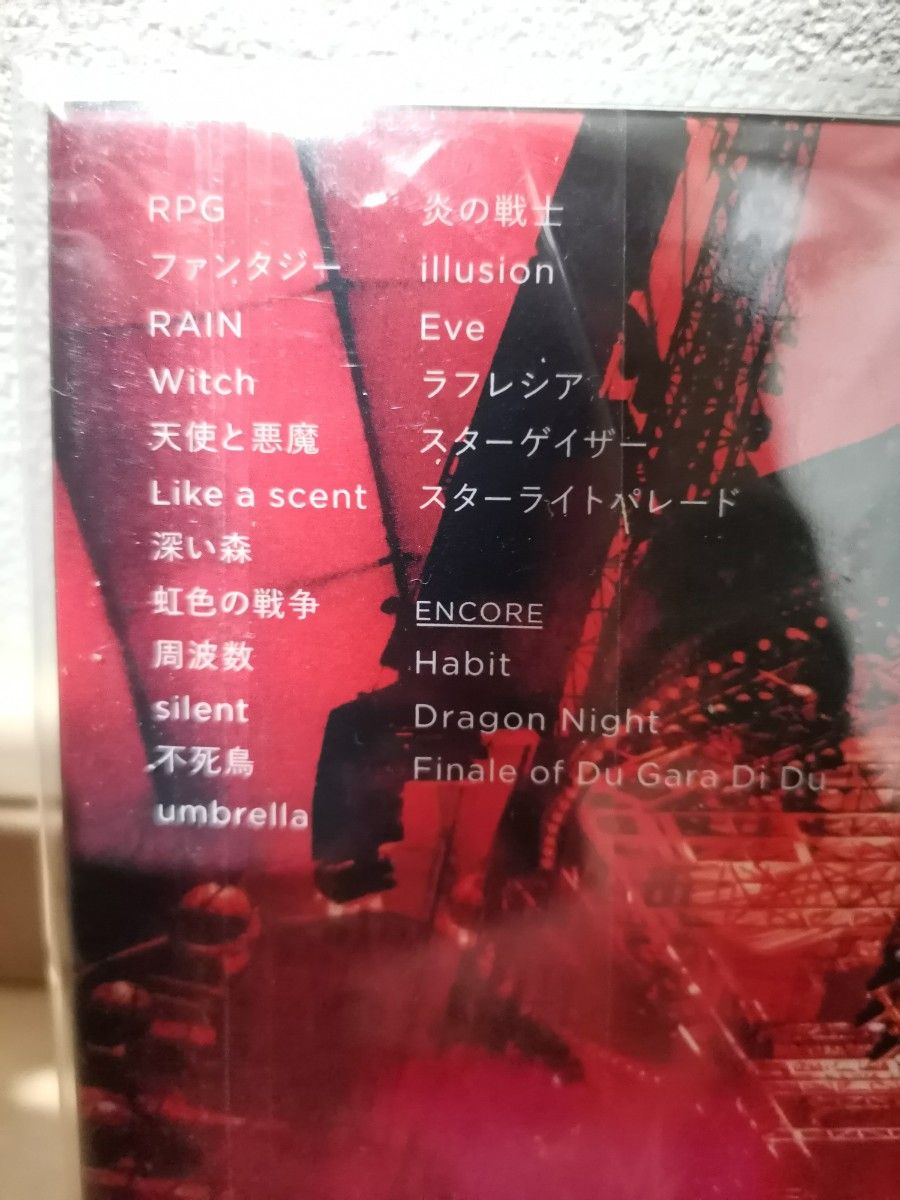 RPG
ファンタジー
RAIN
Witch
天使と悪魔
Like a scent
深い森
虹色の戦争
周波数
silent
不死鳥
umbrella
炎の戦士
illusion
Eve
ラフレシア
スターゲイザー
スターライトパレード
ENCORE
Habit
Dragon Night
Finale of Du Gara Di Du